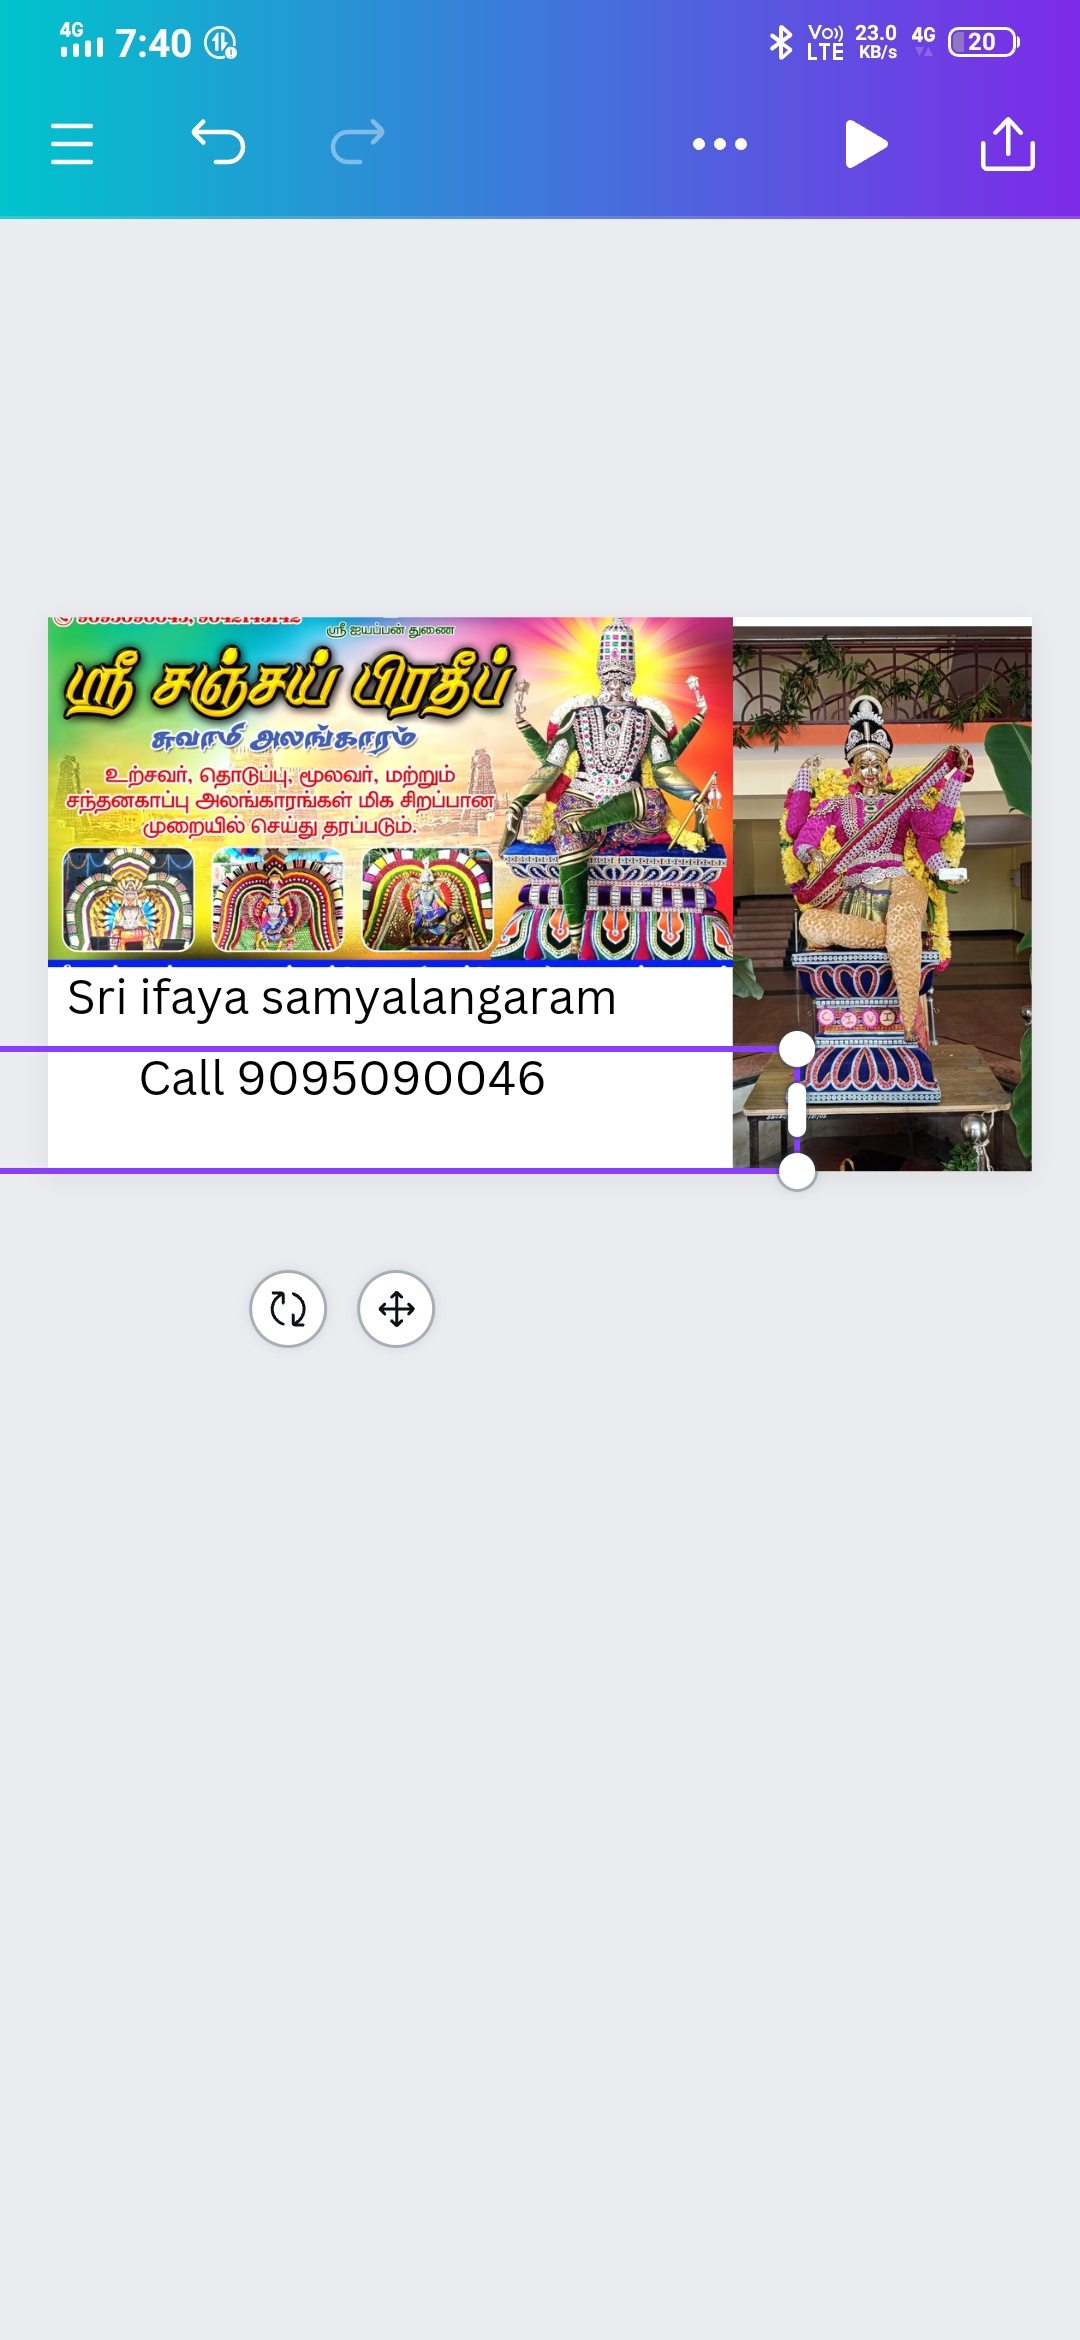 4G
7:40
Vo)) LTE
23.0 KB/s
4G
20
ஸ்ரீ ஐயப்பன் துணை
ஸ்ரீ சஞ்சய் பிரதீப்
சுவாமி அலங்காரம்
உற்சவர், தொடுப்பு, மூலவர், மற்றும்
சந்தனகாப்பு அலங்காரங்கள் மிக சிறப்பான
முறையில் செய்து தரப்படும்.
Sri ifaya samyalangaram
Call 9095090046